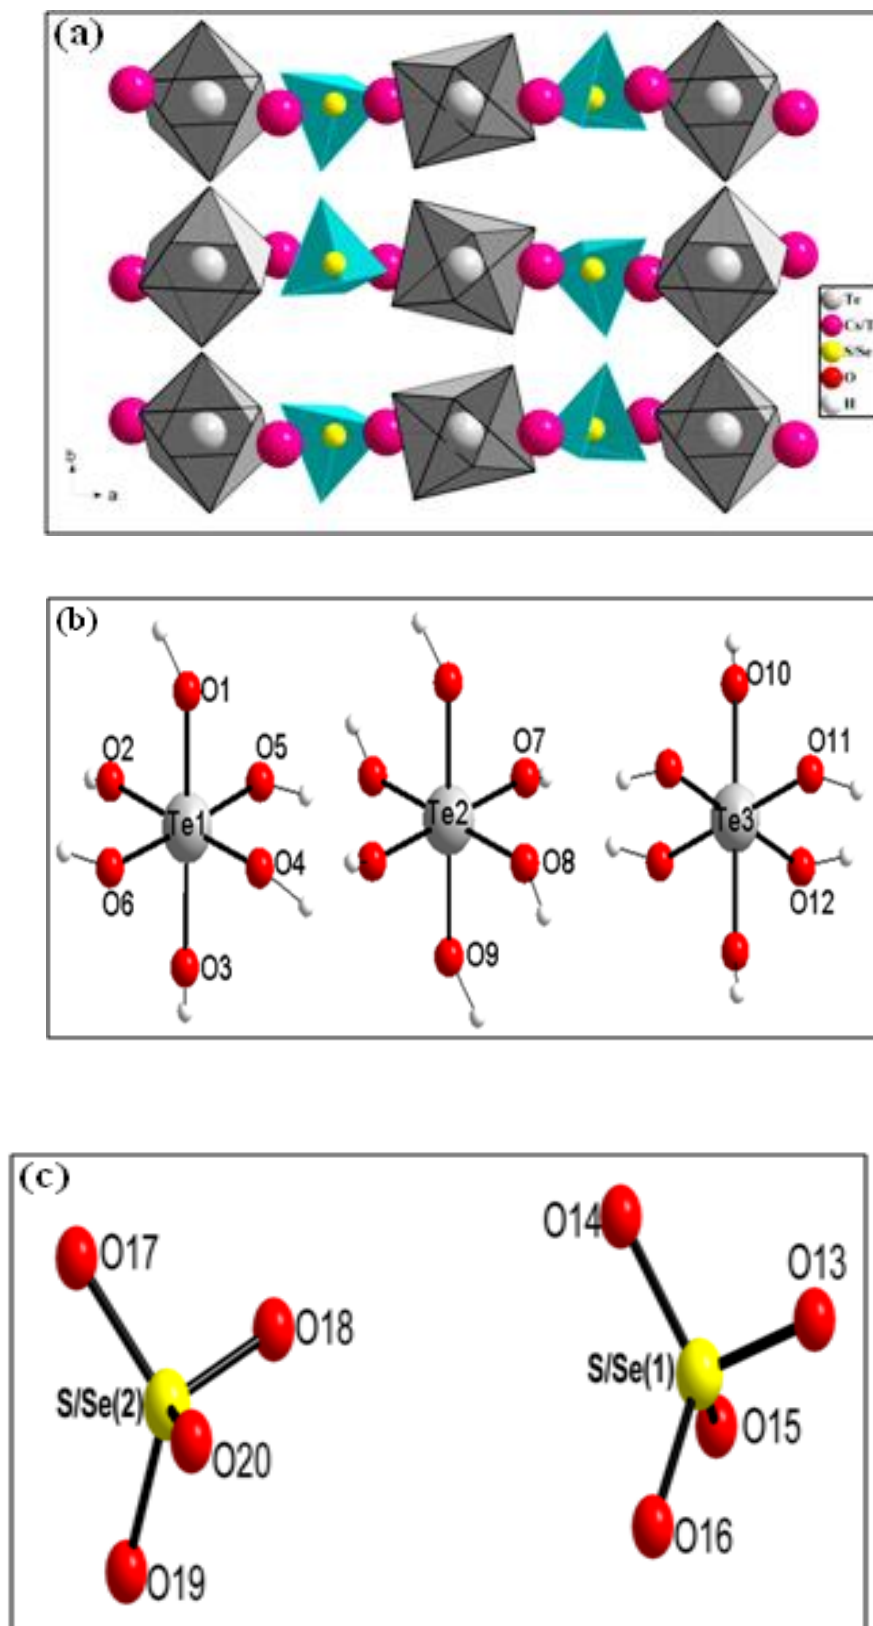 (a)
Te
Cs/T
S/Se
O
H
a
(b)
O1
O2
O5
Te1
O6
O4
O3
O7
Te2
O8
O9
O10
O11
Te3
O12
(c)
O17
O18
S/Se(2)
O20
O19
O14
O13
S/Se(1)
O15
O16